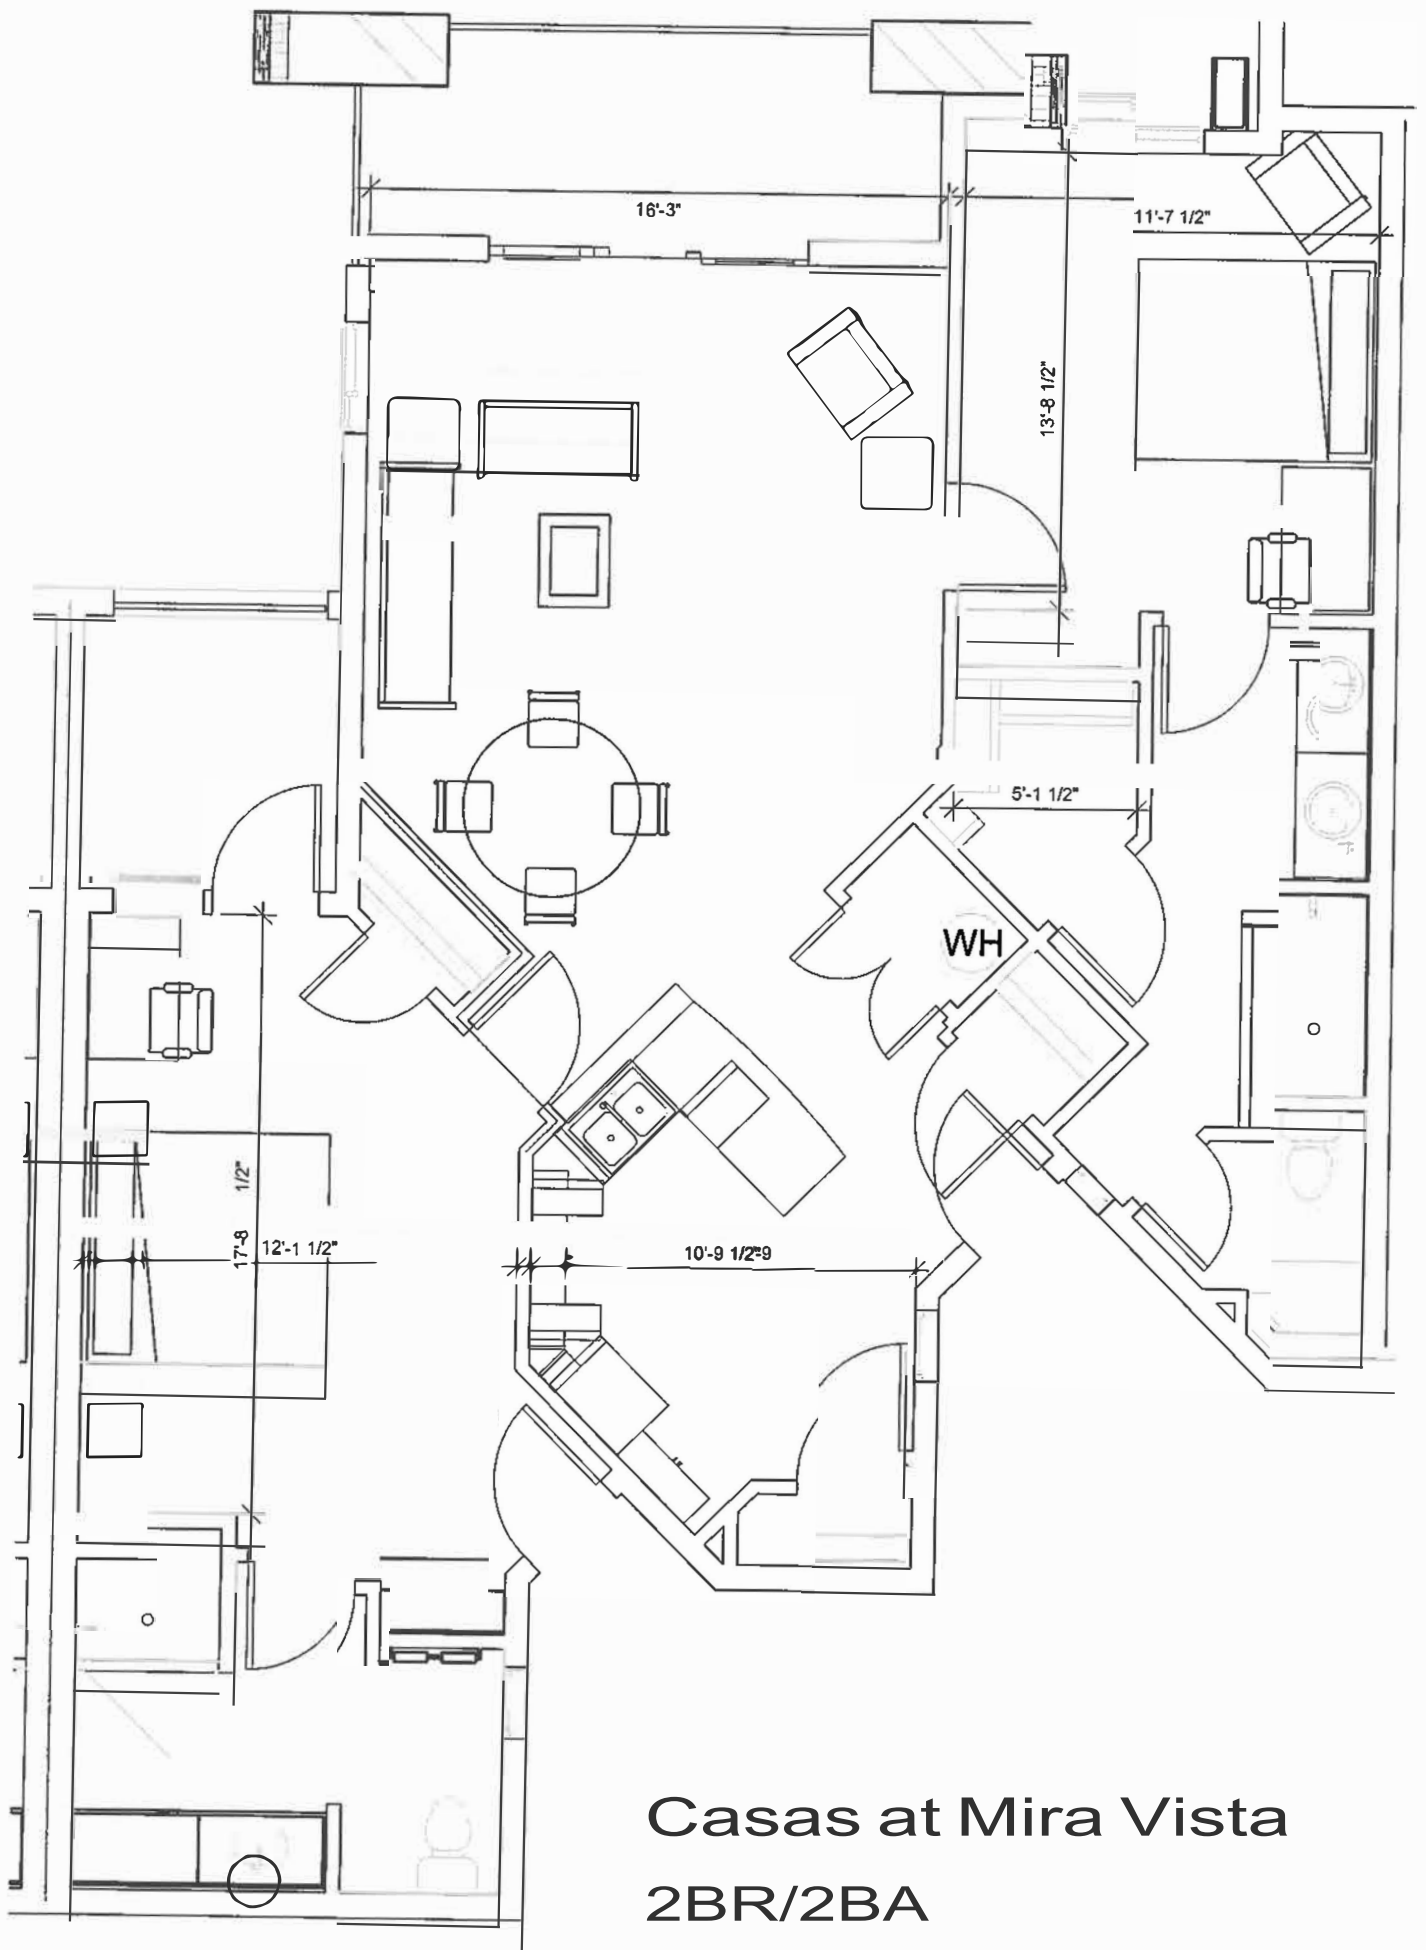 16'-3"
11'-7 1/2"
13'-8 1/2"
5'-1 1/2"
WH
17'-8 1/2"
12'-1 1/2"
10'-9 1/2"-9
Casas at Mira Vista
2BR/2BA